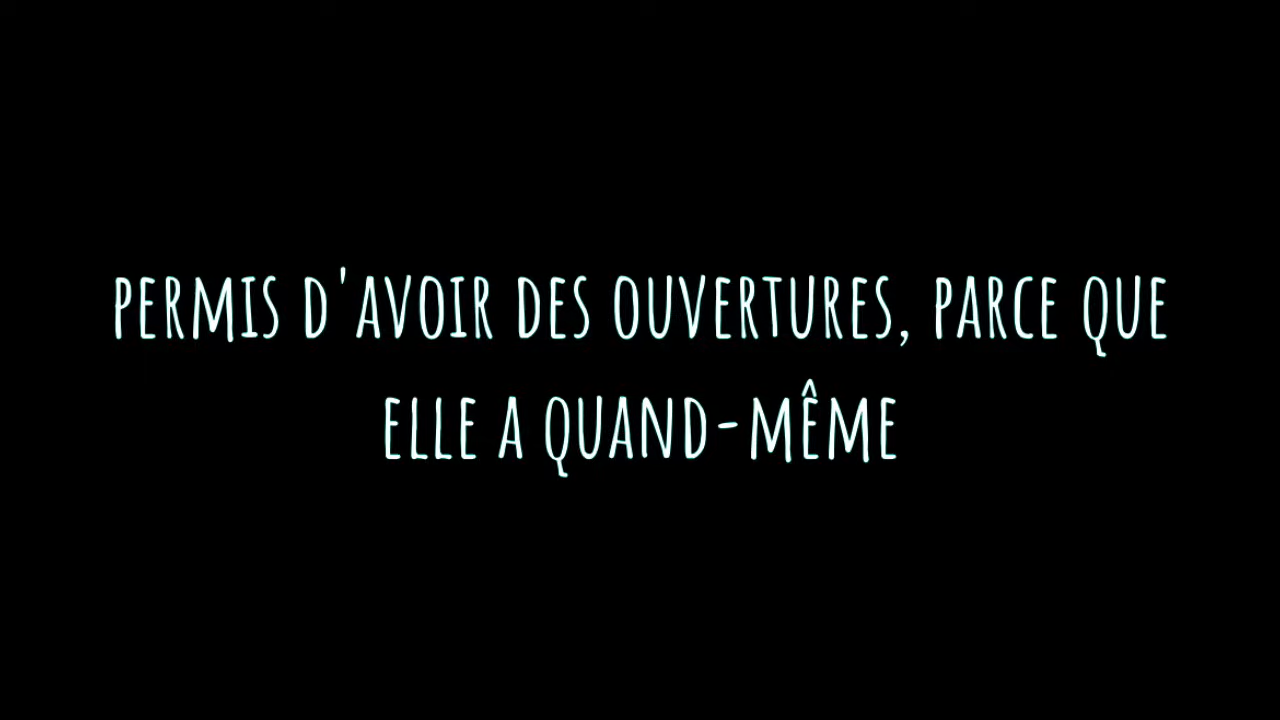 PERMIS D'AVOIR DES OUVERTURES, PARCE QUE
ELLE A QUAND-MÊME